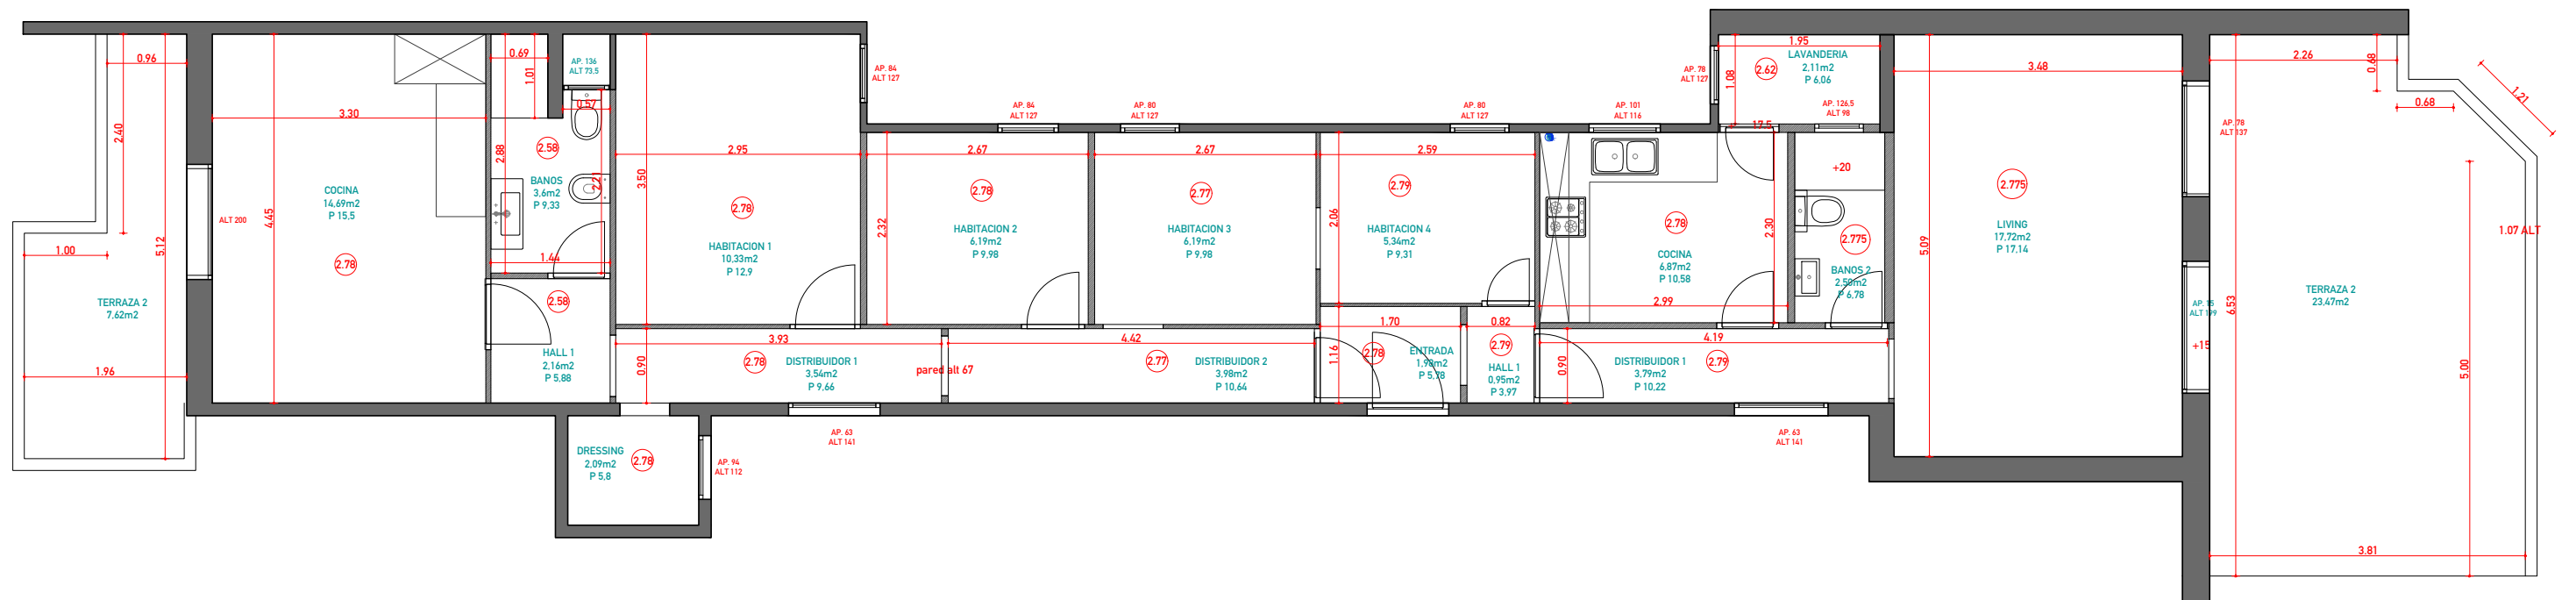 0.96
2.40
1.00
5.12
1.96
TERRAZA 2
7,62m2
ALT 200
4.45
3.30
COCINA
14,69m2
P 15,5
2.78
0.69
1.01
2.88
2.58
BANOS
3,6m2
P 9,33
0.57
2.21
1.44
AP. 136
ALT 73,5
2.58
HALL 1
2,16m2
P 5,88
DRESSING
2,09m2
P 5,8
2.78
AP. 94
ALT 112
3.50
2.95
2.78
HABITACION 1
10,33m2
P 12,9
AP. 84
ALT 127
0.90
3.93
2.78
DISTRIBUIDOR 1
3,54m2
P 9,66
AP. 63
ALT 141
pared alt 67
AP. 84
ALT 127
2.67
2.32
2.78
HABITACION 2
6,19m2
P 9,98
AP. 80
ALT 127
2.67
2.77
HABITACION 3
6,19m2
P 9,98
4.42
2.77
DISTRIBUIDOR 2
3,98m2
P 10,64
AP. 80
ALT 127
2.59
2.06
2.79
HABITACION 4
5,34m2
P 9,31
1.70
1.16
2.78
ENTRADA
1,98m2
P 5,78
0.82
2.79
HALL 1
0,95m2
P 3,97
AP. 101
ALT 116
2.78
COCINA
6,87m2
P 10,58
2.30
2.99
4.19
0.90
DISTRIBUIDOR 1
3,79m2
P 10,22
2.79
AP. 63
ALT 141
AP. 78
ALT 127
1.95
1.08
2.62
LAVANDERIA
2,11m2
P 6,06
AP. 126,5
ALT 98
17.5
+20
2.775
BANOS 2
P 6,78
3.48
5.09
2.775
LIVING
17,72m2
P 17,14
AP. 78
ALT 137
ALT 199
+15
6.53
2.26
0.68
0.68
1.21
1.07 ALT
TERRAZA 2
23,47m2
5.00
3.81